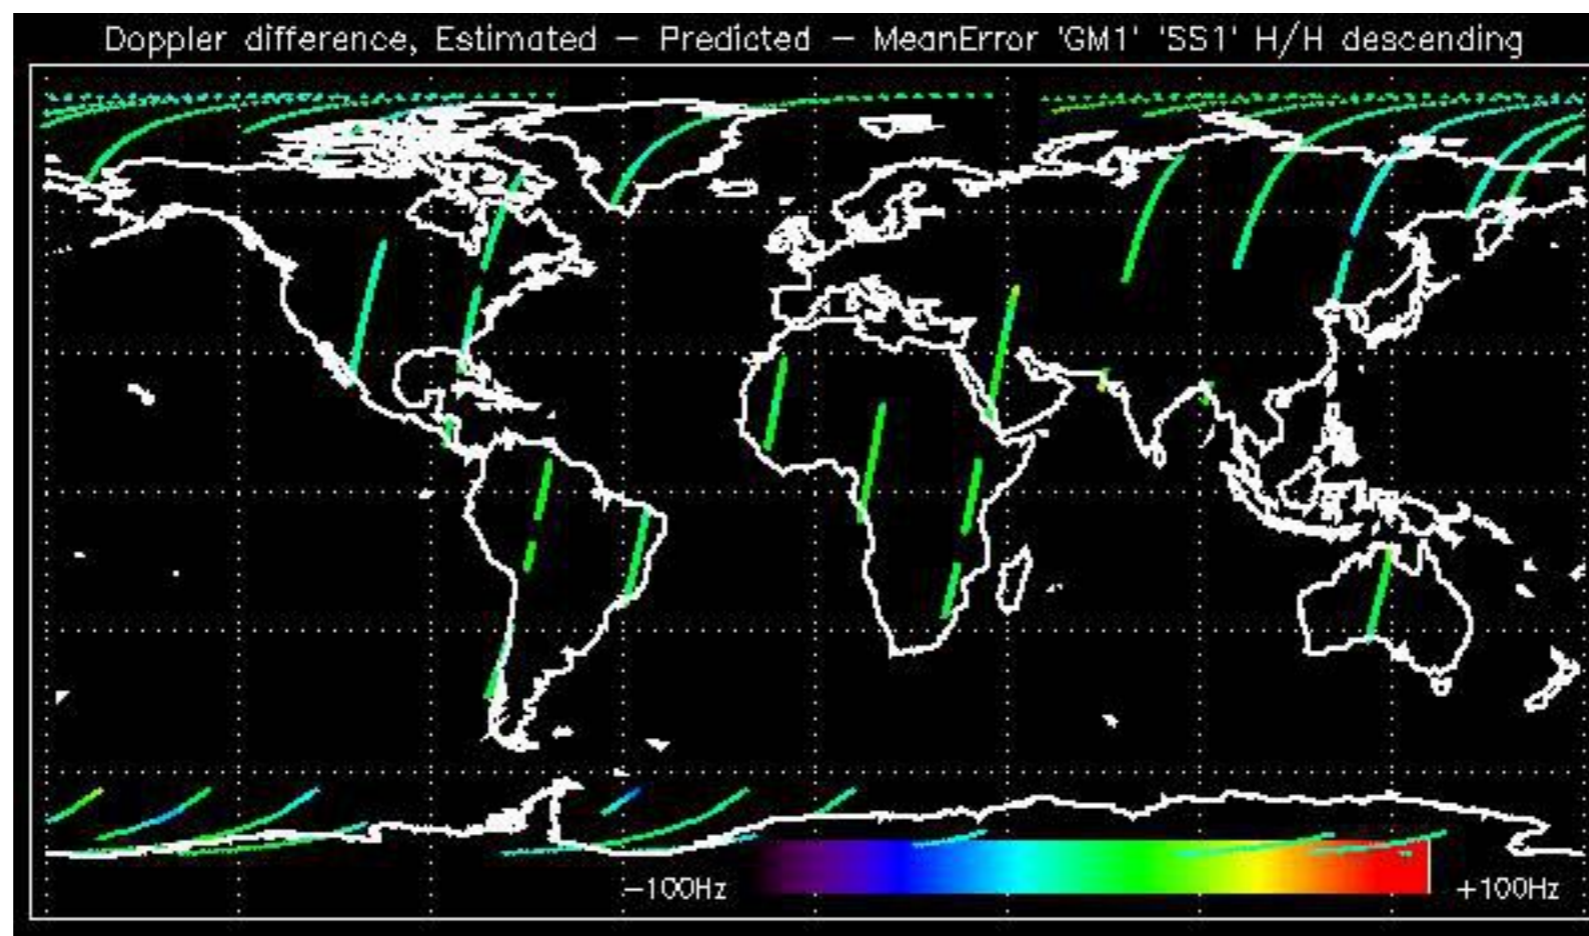 Doppler difference, Estimated – Predicted – MeanError 'GM1' 'SS1' H/H descending
–100Hz
+100Hz